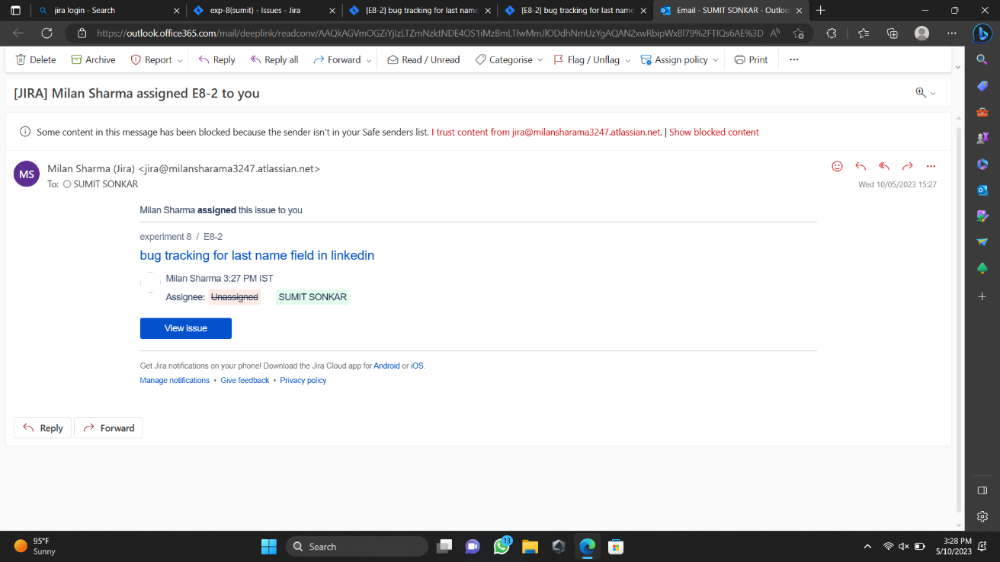 jira login - Search
exp-8(sumit) - Issues - Jira
[E8-2] bug tracking for last name
[E8-2] bug tracking for last name
Email - SUMIT SONKAR - Outlook
https://outlook.office365.com/mail/deeplink/readconv/
Delete Archive Report Reply Reply all Forward Read / Unread Categorise Flag / Unflag Assign policy Print
[JIRA] Milan Sharma assigned E8-2 to you
Some content in this message has been blocked because the sender isn't in your Safe senders list. I trust content from jira@milansharama3247.atlassian.net. | Show blocked content
MS
Milan Sharma (Jira) <jira@milansharama3247.atlassian.net>
To: SUMIT SONKAR
Wed 10/05/2023 15:27
Milan Sharma assigned this issue to you
experiment 8 / E8-2
bug tracking for last name field in linkedin
Milan Sharma 3:27 PM IST
Assignee: Unassigned SUMIT SONKAR
View issue
Get Jira notifications on your phone! Download the Jira Cloud app for Android or iOS.
Manage notifications • Give feedback • Privacy policy
Reply Forward
95°F
Sunny
Search
13
3:28 PM
5/10/2023